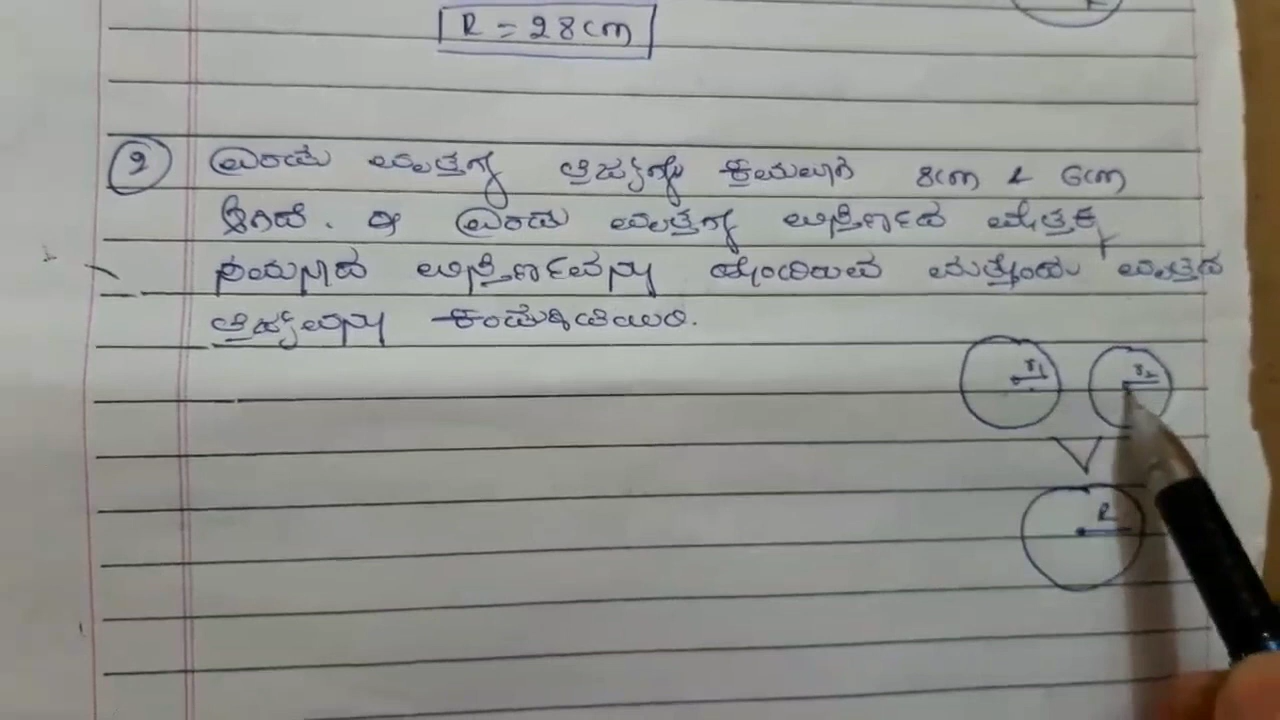 R = 28cm
2 ಎರಡು ವೃತ್ತಗಳ ತ್ರಿಜ್ಯಗಳು ಕ್ರಮವಾಗಿ 8cm & 6cm
ಆಗಿದೆ. ಈ ಎರಡು ವೃತ್ತಗಳ ವಿಸ್ತೀರ್ಣದ ಮೊತ್ತಕ್ಕೆ
ಸಮನಾದ ವಿಸ್ತೀರ್ಣವನ್ನು ಹೊಂದಿರುವ ಮತ್ತೊಂದು ವೃತ್ತದ
ತ್ರಿಜ್ಯವನ್ನು ಕಂಡುಹಿಡಿಯಿರಿ.
r₁ r₂
R